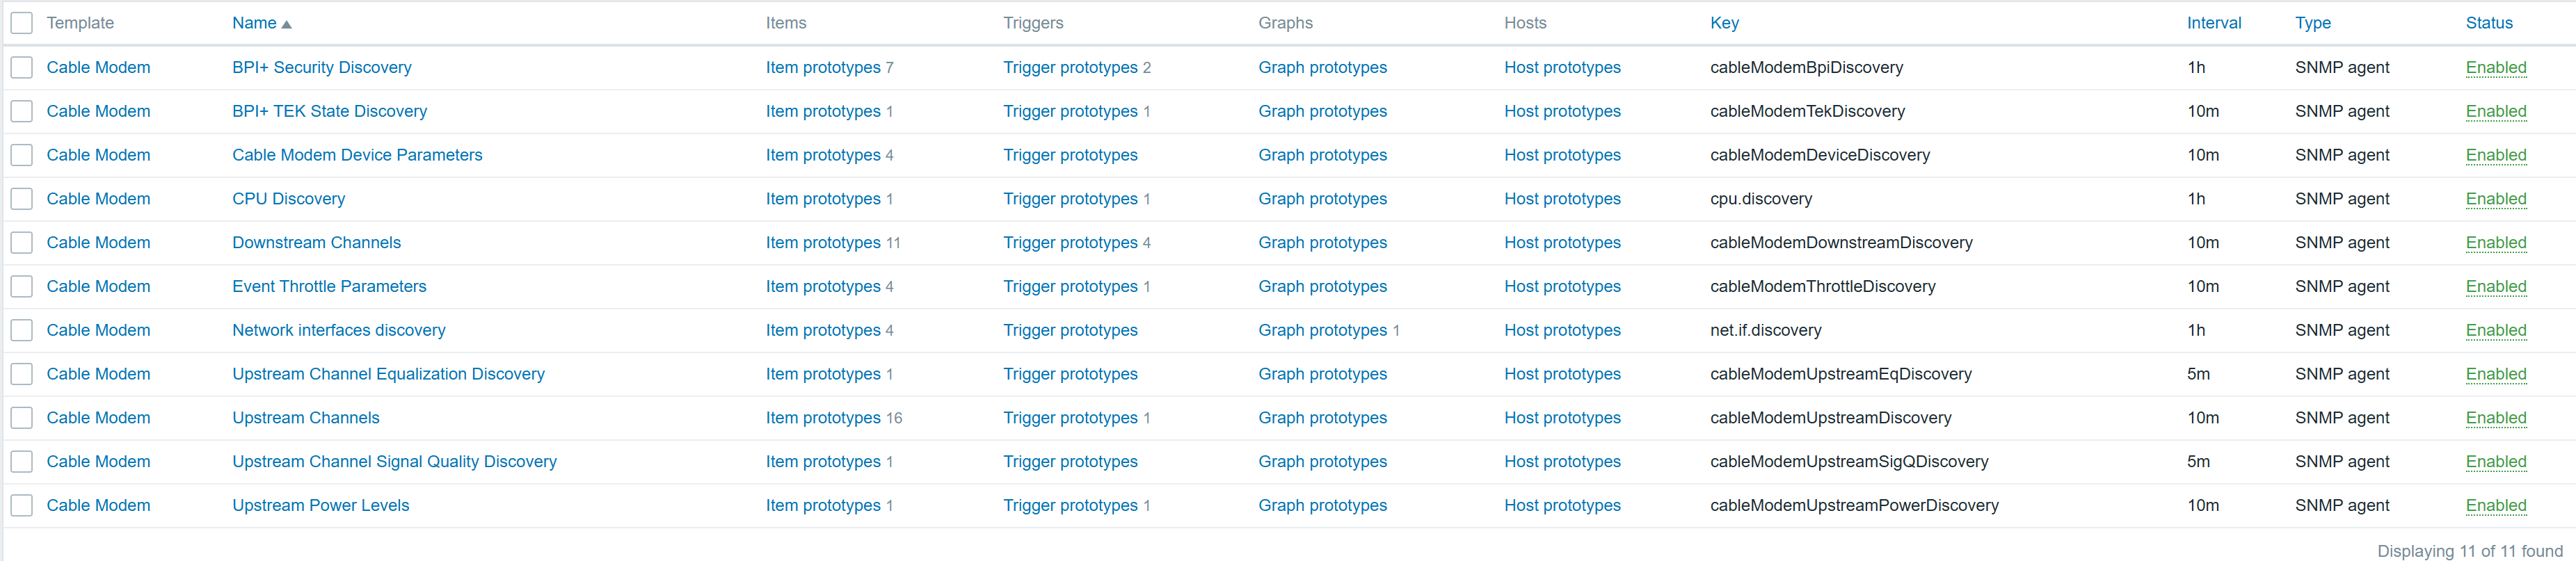 Template Name ▲ Items Triggers Graphs Hosts Key Interval Type Status
Cable Modem BPI+ Security Discovery Item prototypes 7 Trigger prototypes 2 Graph prototypes Host prototypes cableModemBpiDiscovery 1h SNMP agent Enabled
Cable Modem BPI+ TEK State Discovery Item prototypes 1 Trigger prototypes 1 Graph prototypes Host prototypes cableModemTekDiscovery 10m SNMP agent Enabled
Cable Modem Cable Modem Device Parameters Item prototypes 4 Trigger prototypes Graph prototypes Host prototypes cableModemDeviceDiscovery 10m SNMP agent Enabled
Cable Modem CPU Discovery Item prototypes 1 Trigger prototypes 1 Graph prototypes Host prototypes cpu.discovery 1h SNMP agent Enabled
Cable Modem Downstream Channels Item prototypes 11 Trigger prototypes 4 Graph prototypes Host prototypes cableModemDownstreamDiscovery 10m SNMP agent Enabled
Cable Modem Event Throttle Parameters Item prototypes 4 Trigger prototypes 1 Graph prototypes Host prototypes cableModemThrottleDiscovery 10m SNMP agent Enabled
Cable Modem Network interfaces discovery Item prototypes 4 Trigger prototypes Graph prototypes 1 Host prototypes net.if.discovery 1h SNMP agent Enabled
Cable Modem Upstream Channel Equalization Discovery Item prototypes 1 Trigger prototypes Graph prototypes Host prototypes cableModemUpstreamEqDiscovery 5m SNMP agent Enabled
Cable Modem Upstream Channels Item prototypes 16 Trigger prototypes 1 Graph prototypes Host prototypes cableModemUpstreamDiscovery 10m SNMP agent Enabled
Cable Modem Upstream Channel Signal Quality Discovery Item prototypes 1 Trigger prototypes Graph prototypes Host prototypes cableModemUpstreamSigQDiscovery 5m SNMP agent Enabled
Cable Modem Upstream Power Levels Item prototypes 1 Trigger prototypes 1 Graph prototypes Host prototypes cableModemUpstreamPowerDiscovery 10m SNMP agent Enabled
Displaying 11 of 11 found